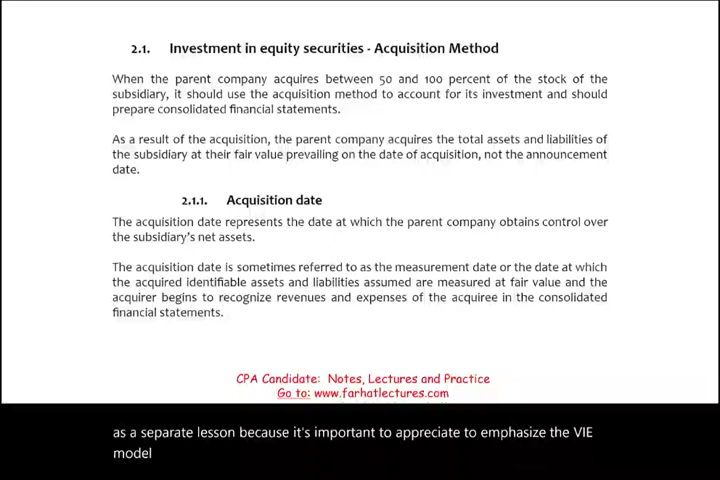 2.1. Investment in equity securities - Acquisition Method
When the parent company acquires between 50 and 100 percent of the stock of the
subsidiary, it should use the acquisition method to account for its investment and should
prepare consolidated financial statements.
As a result of the acquisition, the parent company acquires the total assets and liabilities of
the subsidiary at their fair value prevailing on the date of acquisition, not the announcement
date.
2.1.1. Acquisition date
The acquisition date represents the date at which the parent company obtains control over
the subsidiary's net assets.
The acquisition date is sometimes referred to as the measurement date or the date at which
the acquired identifiable assets and liabilities assumed are measured at fair value and the
acquirer begins to recognize revenues and expenses of the acquiree in the consolidated
financial statements.
CPA Candidate: Notes, Lectures and Practice
Go to: www.farhatlectures.com
as a separate lesson because it's important to appreciate to emphasize the VIE
model